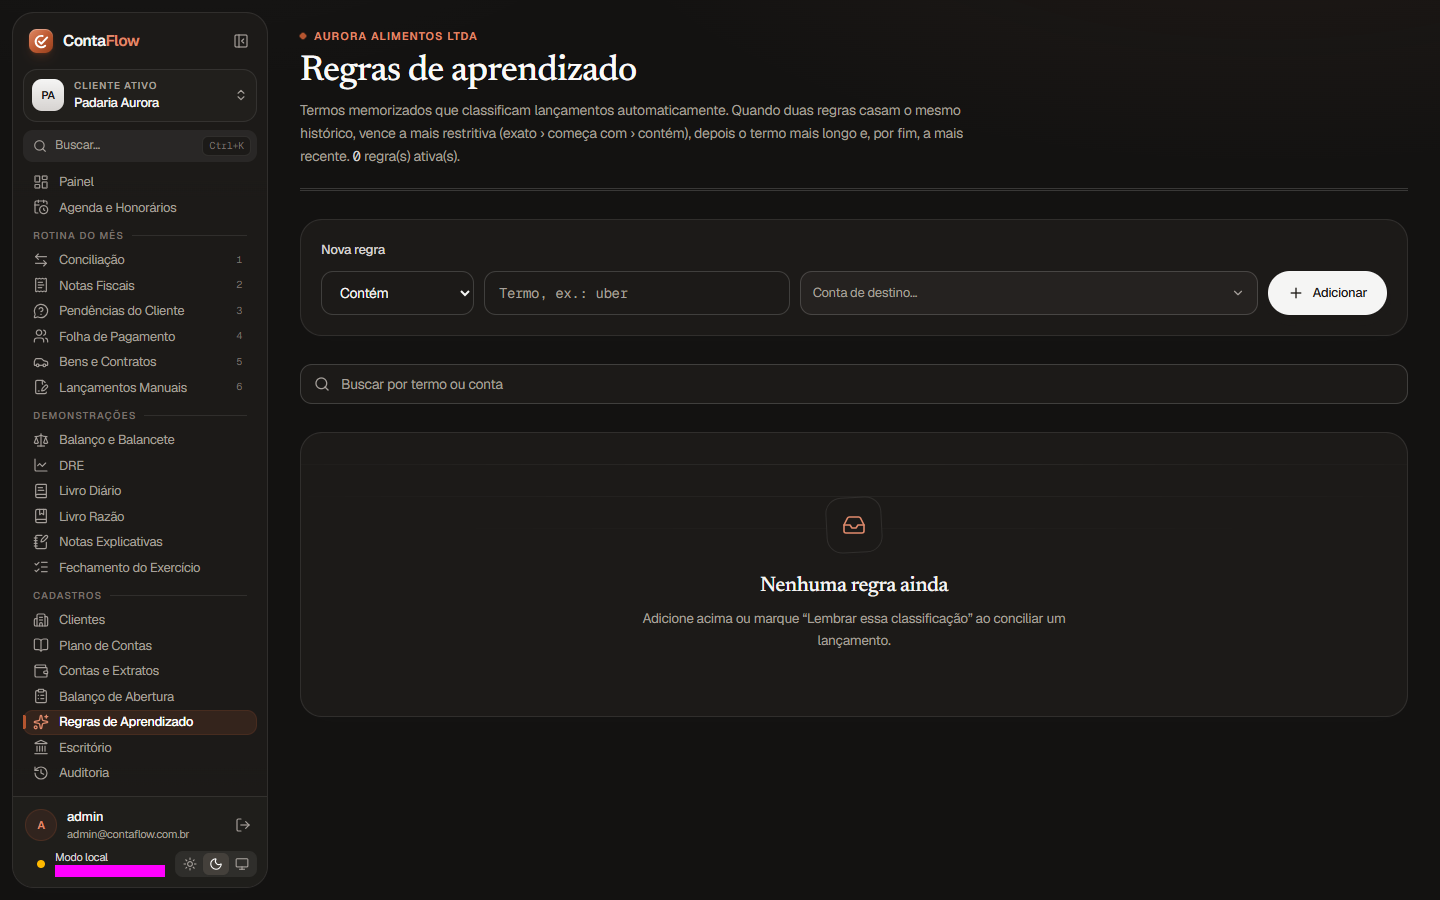 ContaFlow
CLIENTE ATIVO
PA
Padaria Aurora
Buscar...
Ctrl+K
Painel
Agenda e Honorários
ROTINA DO MÊS
Conciliação 1
Notas Fiscais 2
Pendências do Cliente 3
Folha de Pagamento 4
Bens e Contratos 5
Lançamentos Manuais 6
DEMONSTRAÇÕES
Balanço e Balancete
DRE
Livro Diário
Livro Razão
Notas Explicativas
Fechamento do Exercício
CADASTROS
Clientes
Plano de Contas
Contas e Extratos
Balanço de Abertura
Regras de Aprendizado
Escritório
Auditoria
A
admin
admin@contaflow.com.br
Modo local
AURORA ALIMENTOS LTDA
Regras de aprendizado
Termos memorizados que classificam lançamentos automaticamente. Quando duas regras casam o mesmo
histórico, vence a mais restritiva (exato › começa com › contém), depois o termo mais longo e, por fim, a mais
recente. 0 regra(s) ativa(s).
Nova regra
Contém
Termo, ex.: uber
Conta de destino...
Adicionar
Buscar por termo ou conta
Nenhuma regra ainda
Adicione acima ou marque “Lembrar essa classificação” ao conciliar um
lançamento.